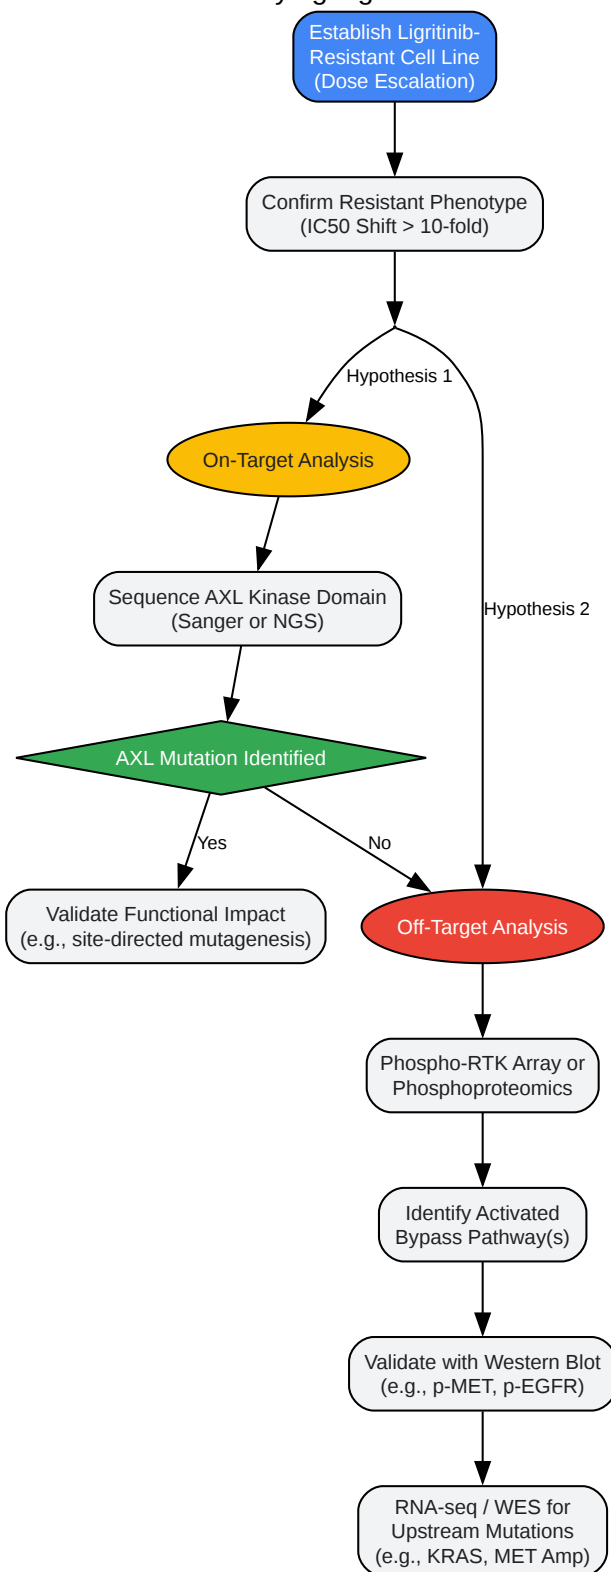 Establish Ligritinib-
Resistant Cell Line
(Dose Escalation)
Confirm Resistant Phenotype
(IC50 Shift > 10-fold)
Hypothesis 1
On-Target Analysis
Sequence AXL Kinase Domain
(Sanger or NGS)
Hypothesis 2
AXL Mutation Identified
Yes
No
Validate Functional Impact
(e.g., site-directed mutagenesis)
Off-Target Analysis
Phospho-RTK Array or
Phosphoproteomics
Identify Activated
Bypass Pathway(s)
Validate with Western Blot
(e.g., p-MET, p-EGFR)
RNA-seq / WES for
Upstream Mutations
(e.g., KRAS, MET Amp)